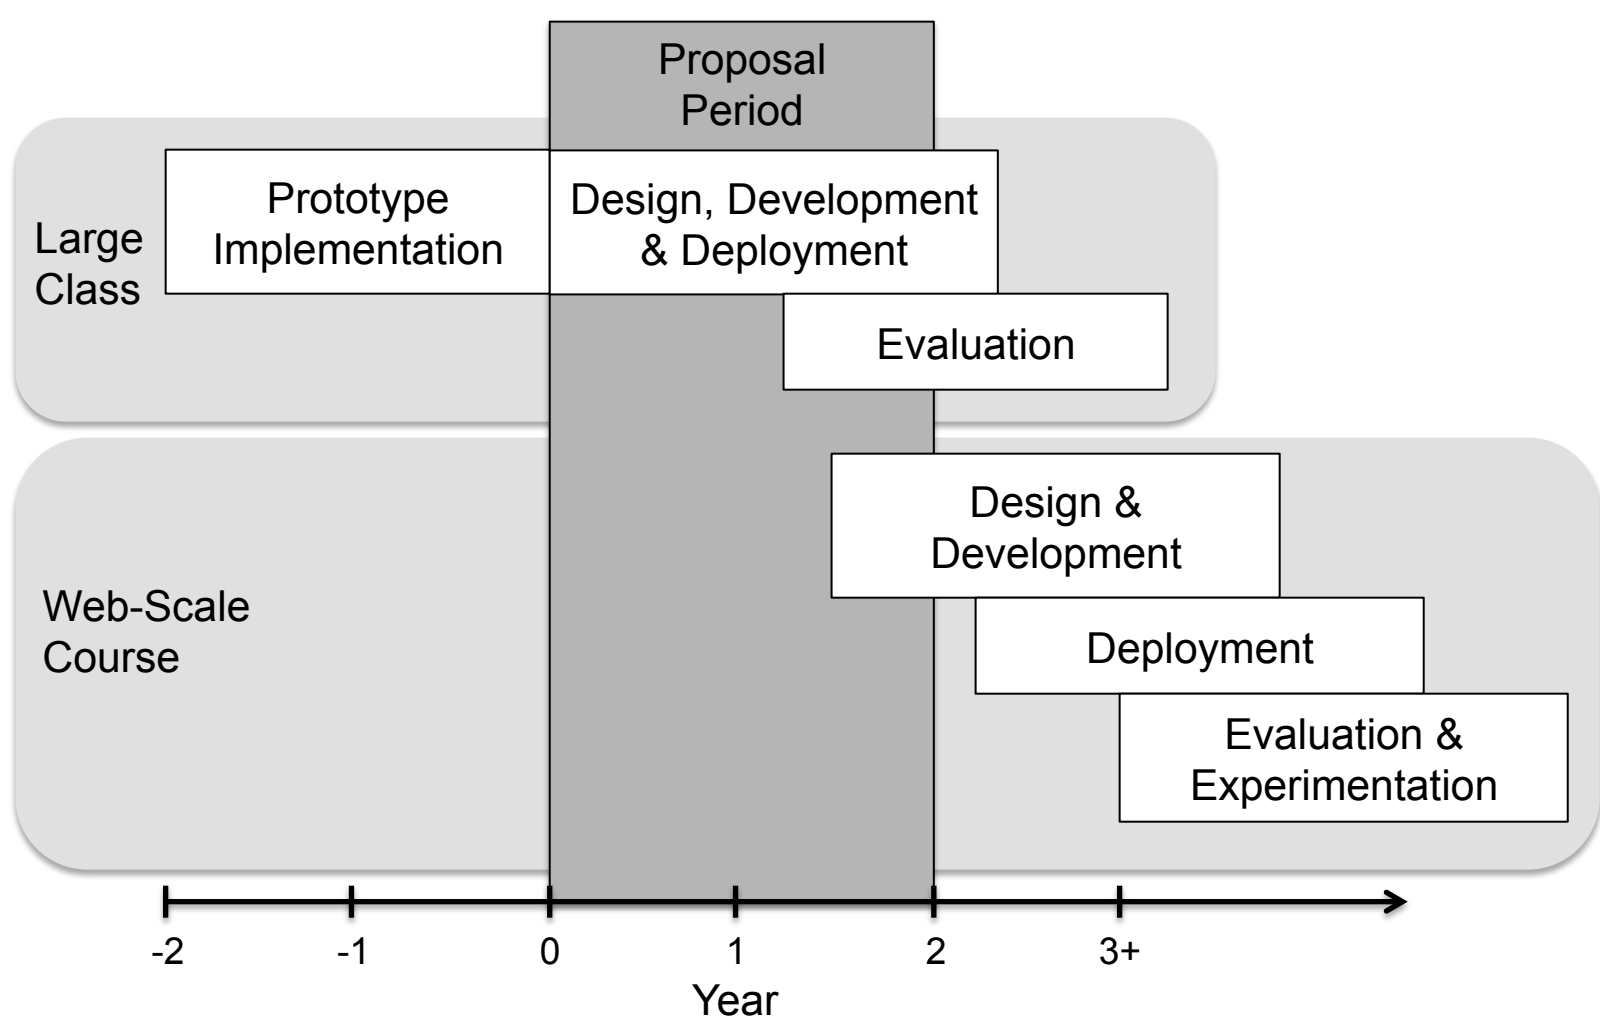 Proposal
Period
Large
Class
Prototype
Implementation
Design, Development
& Deployment
Evaluation
Web-Scale
Course
Design &
Development
Deployment
Evaluation &
Experimentation
-2 -1 0 1 2 3+
Year